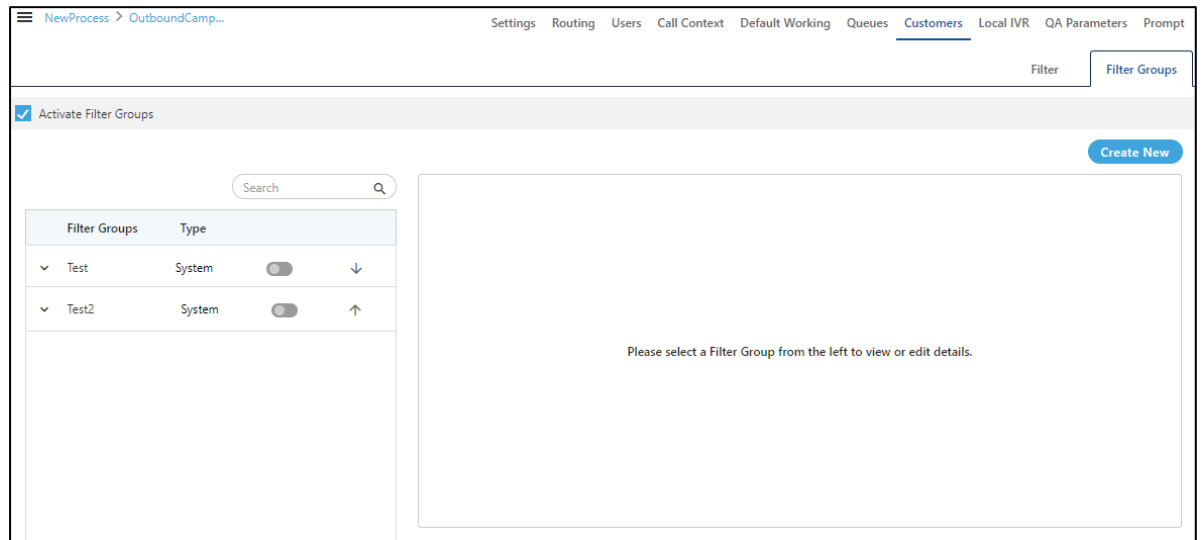 NewProcess > OutboundCamp...
Settings Routing Users Call Context Default Working Queues Customers Local IVR QA Parameters Prompt
Filter Filter Groups
Activate Filter Groups
Create New
Search
Filter Groups Type
Test System
Test2 System
Please select a Filter Group from the left to view or edit details.